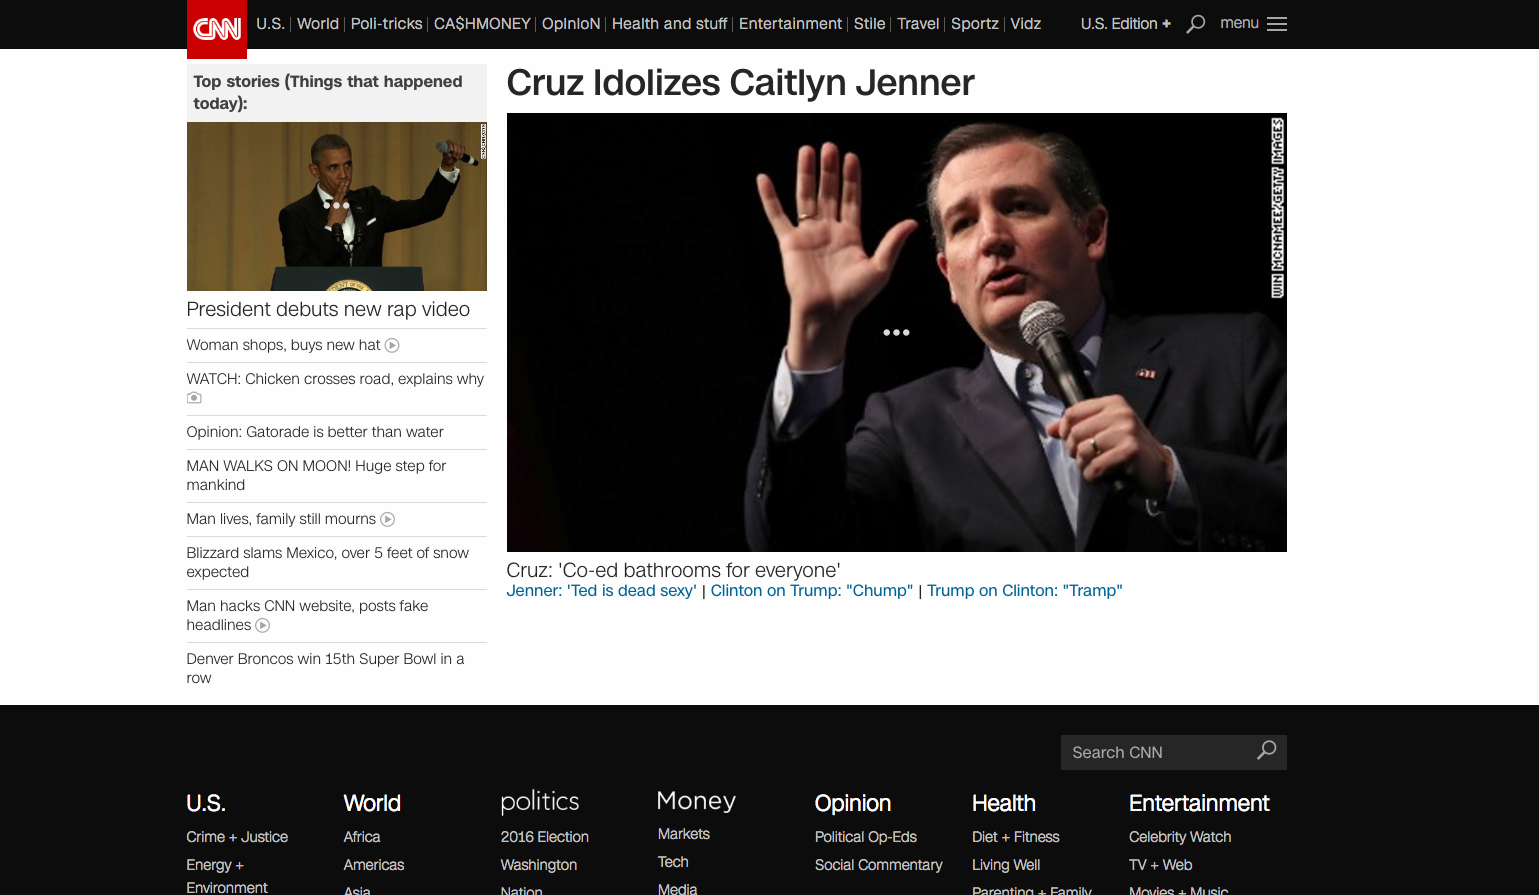 CNN
U.S. World Poli-tricks CA$HMONEY OpInIoN Health and stuff Entertainment Stile Travel Sportz VIdz U.S. Edition + menu
Top stories (Things that happened
today):
President debuts new rap video
Woman shops, buys new hat
WATCH: Chicken crosses road, explains why
Opinion: Gatorade is better than water
MAN WALKS ON MOON! Huge step for
mankind
Man lives, family still mourns
Blizzard slams Mexico, over 5 feet of snow
expected
Man hacks CNN website, posts fake
headlines
Denver Broncos win 15th Super Bowl in a
row
Cruz Idolizes Caitlyn Jenner
WIN MCNAMEE/GETTY IMAGES
Cruz: 'Co-ed bathrooms for everyone'
Jenner: 'Ted is dead sexy' | Clinton on Trump: "Chump" | Trump on Clinton: "Tramp"
Search CNN
U.S.
Crime + Justice
Energy +
Environment
World
Africa
Americas
Asia
politics
2016 Election
Washington
Nation
Money
Markets
Tech
Media
Opinion
Political Op-Eds
Social Commentary
Health
Diet + Fitness
Living Well
Parenting + Family
Entertainment
Celebrity Watch
TV + Web
Movies + Music